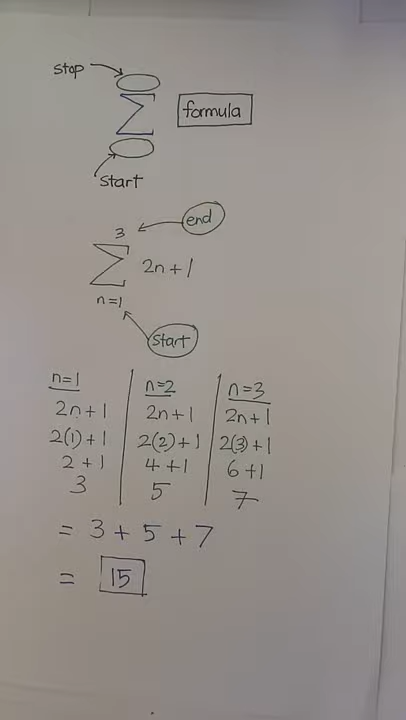 stop
∑ formula
start
3 end
∑ 2n+1
n=1
start
n=1 n=2 n=3
2n+1 2n+1 2n+1
2(1)+1 2(2)+1 2(3)+1
2+1 4+1 6+1
3 5 7
= 3 + 5 + 7
= 15